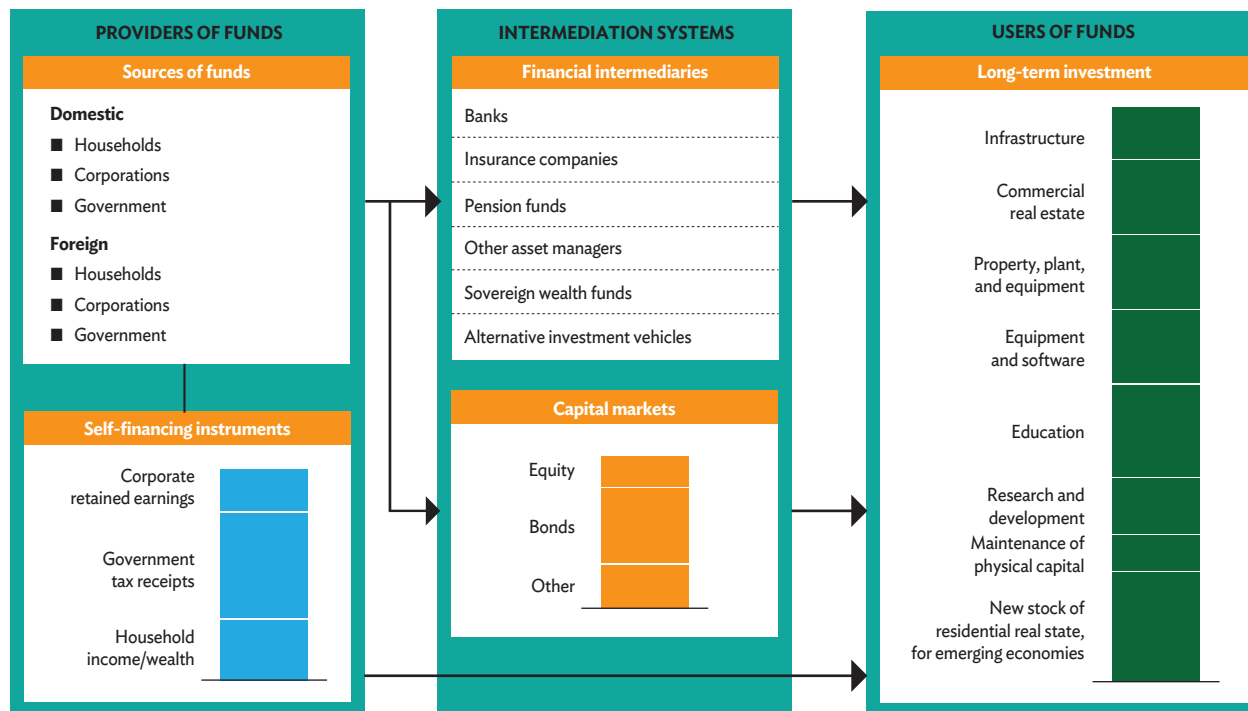 PROVIDERS OF FUNDS
Sources of funds
Domestic
■ Households
■ Corporations
■ Government
Foreign
■ Households
■ Corporations
■ Government
Self-financing instruments
Corporate
retained earnings
Government
tax receipts
Household
income/wealth
INTERMEDIATION SYSTEMS
Financial intermediaries
Banks
Insurance companies
Pension funds
Other asset managers
Sovereign wealth funds
Alternative investment vehicles
Capital markets
Equity
Bonds
Other
USERS OF FUNDS
Long-term investment
Infrastructure
Commercial
real estate
Property, plant,
and equipment
Equipment
and software
Education
Research and
development
Maintenance of
physical capital
New stock of
residential real state,
for emerging economies